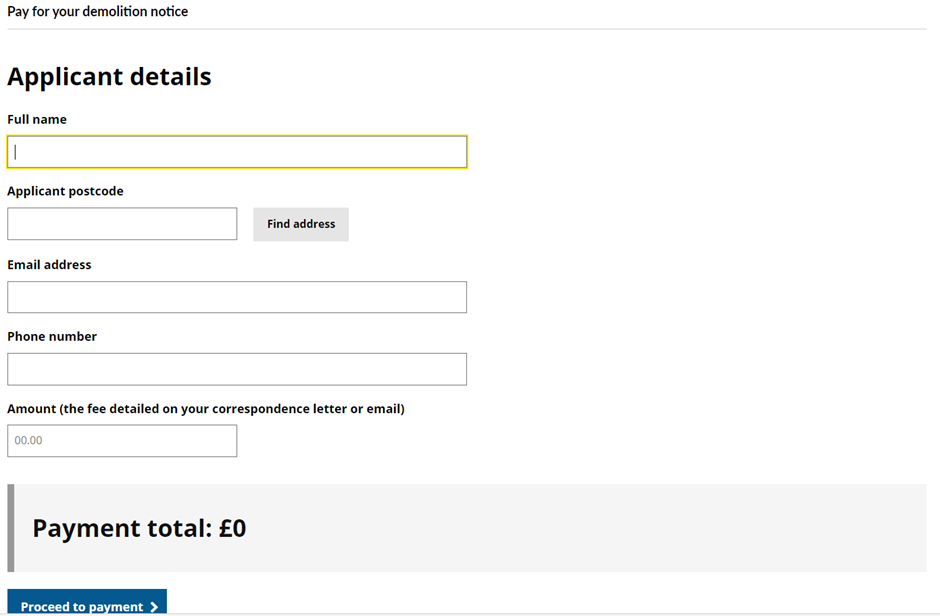 Pay for your demolition notice
Applicant details
Full name
Applicant postcode
Find address
Email address
Phone number
Amount (the fee detailed on your correspondence letter or email)
00.00
Payment total: £0
Proceed to payment